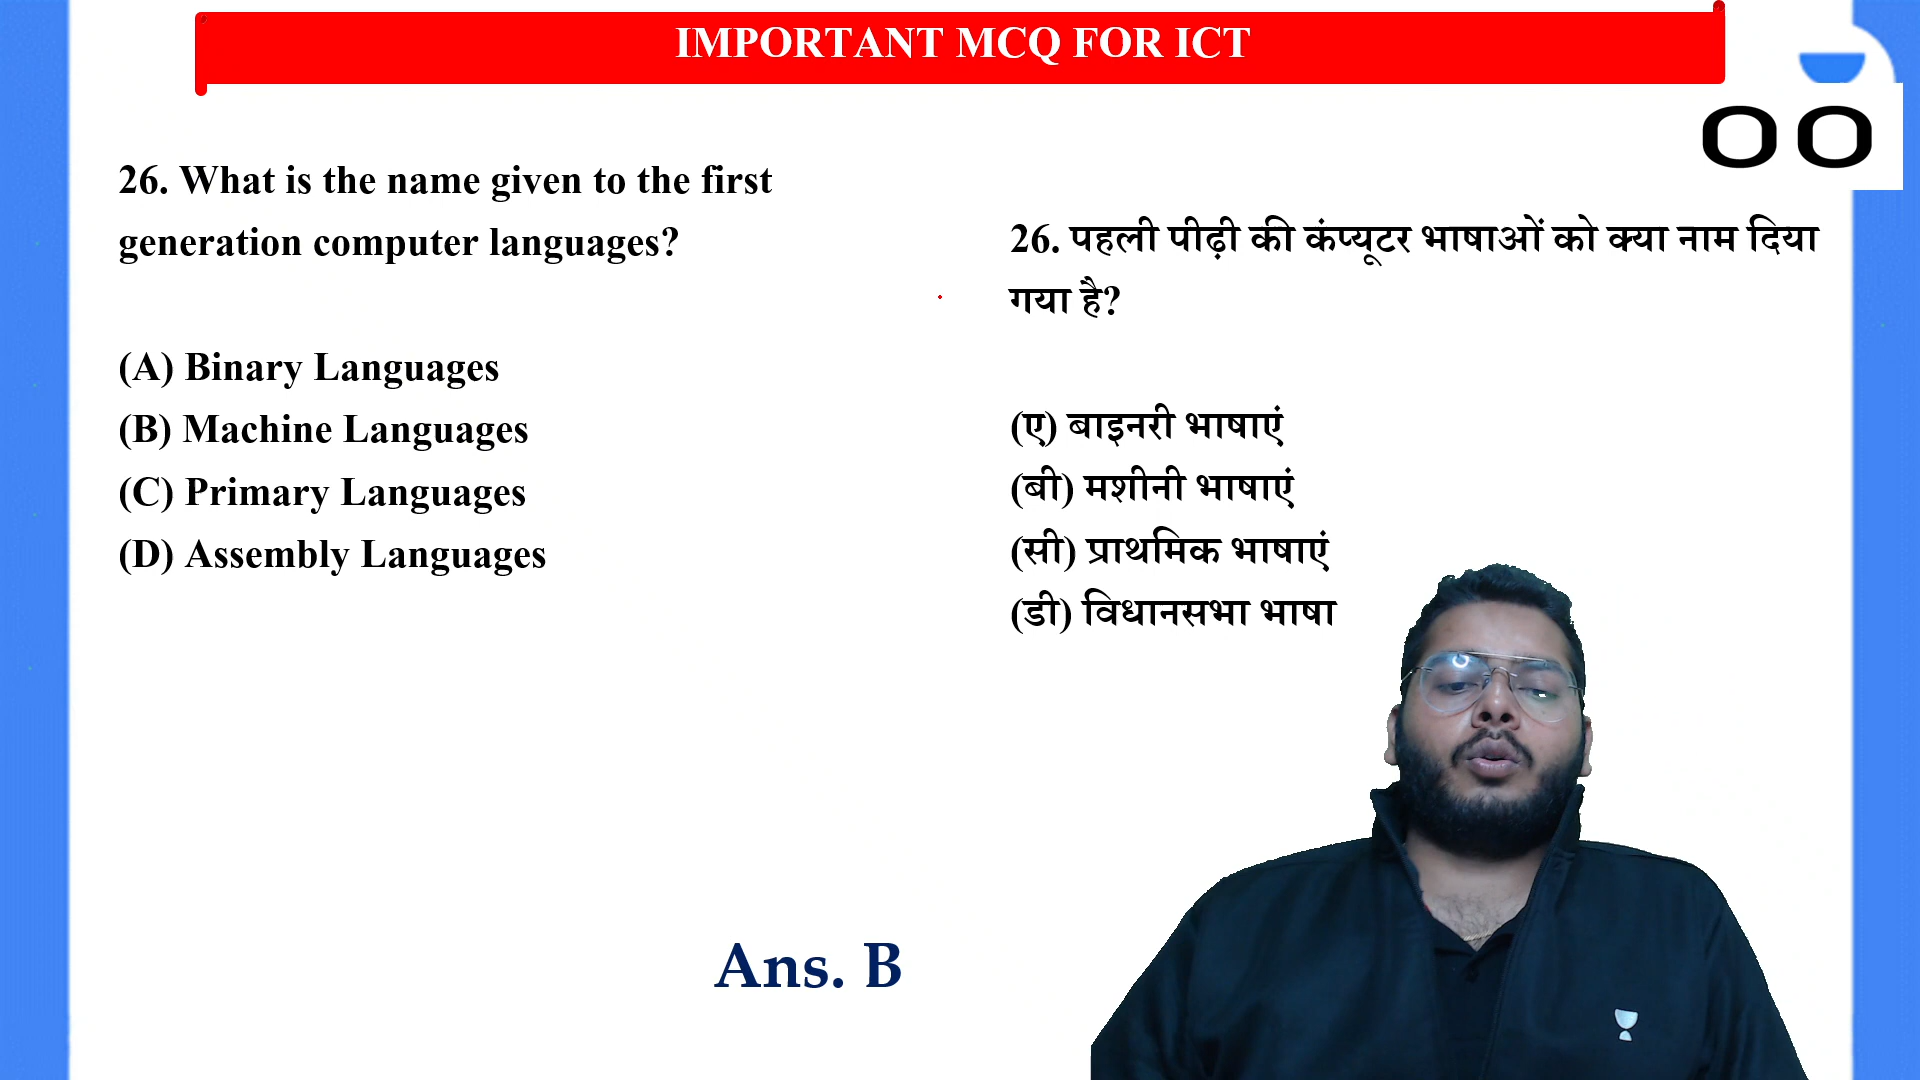 IMPORTANT MCQ FOR ICT
26. What is the name given to the first
generation computer languages?
(A) Binary Languages
(B) Machine Languages
(C) Primary Languages
(D) Assembly Languages
26. पहली पीढ़ी की कंप्यूटर भाषाओं को क्या नाम दिया
गया है?
(ए) बाइनरी भाषाएं
(बी) मशीनी भाषाएं
(सी) प्राथमिक भाषाएं
(डी) विधानसभा भाषा
Ans. B
00